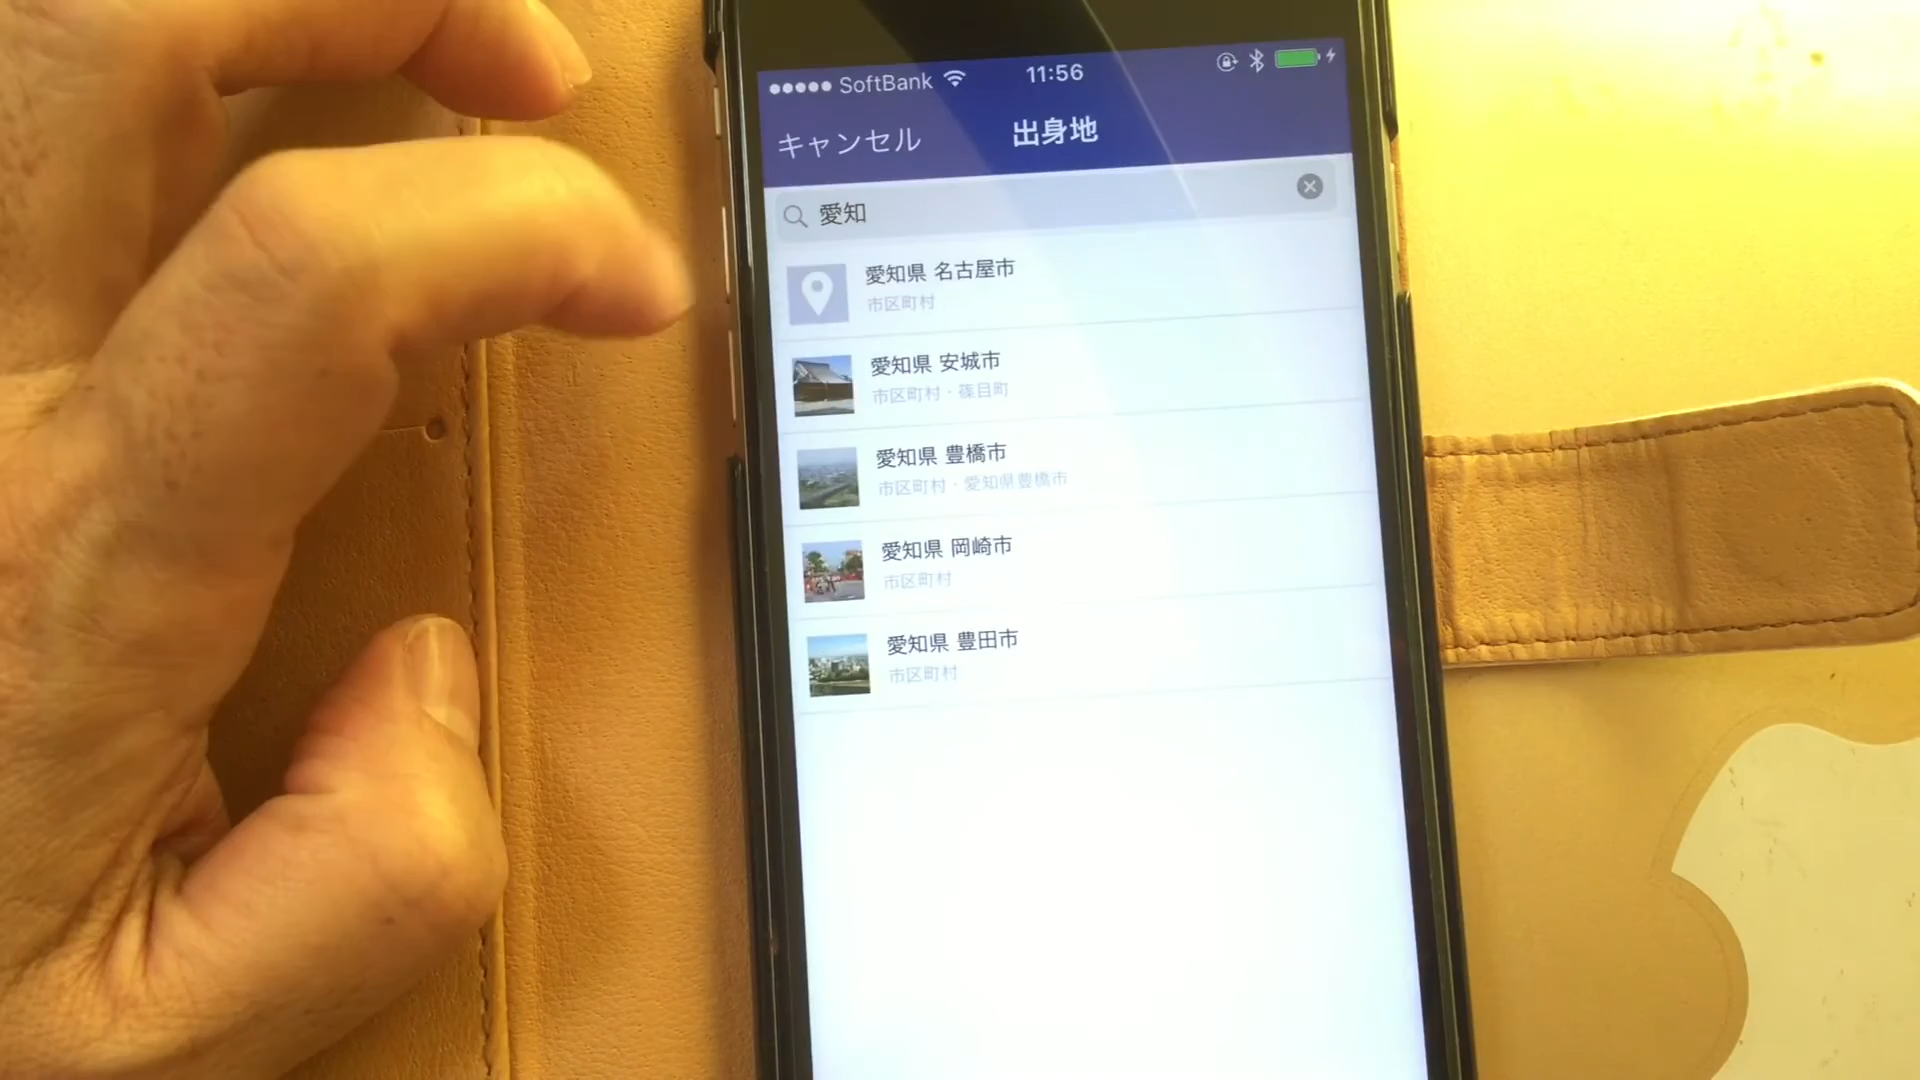 SoftBank 11:56
キャンセル 出身地
愛知
愛知県 名古屋市
市区町村
愛知県 安城市
市区町村・篠目町
愛知県 豊橋市
市区町村・愛知県豊橋市
愛知県 岡崎市
市区町村
愛知県 豊田市
市区町村